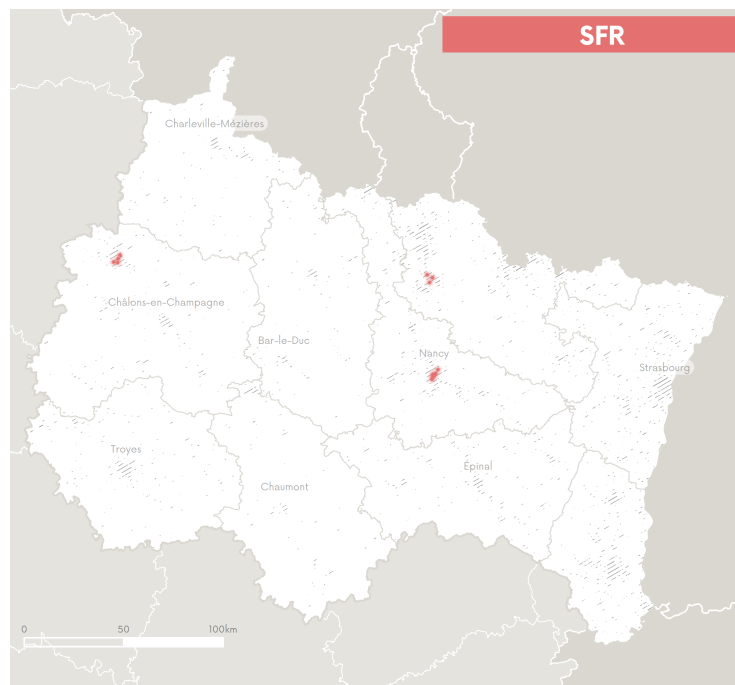 SFR
Charleville-Mézières
Châlons-en-Champagne
Bar-le-Duc
Nancy
Strasbourg
Troyes
Épinal
Chaumont
0 50 100km